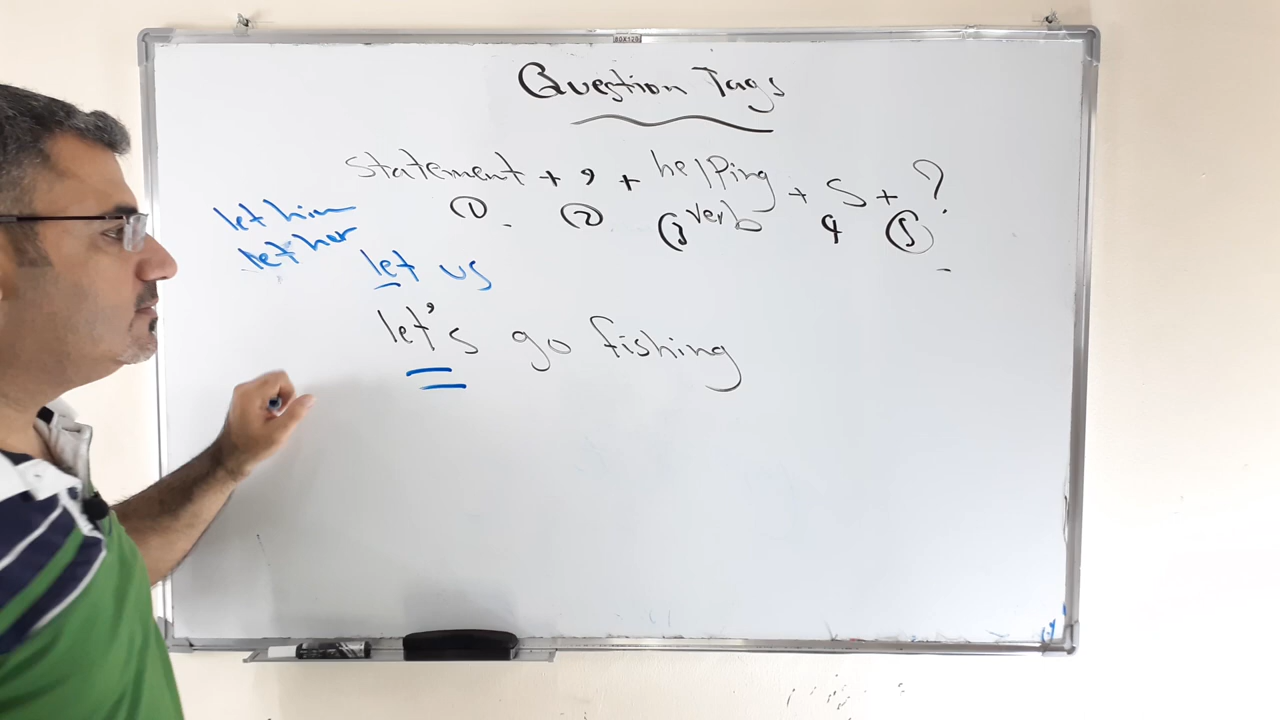 80X120
Question Tags
statement + , + helping verb + S + ?
1 2 3 4 5
let him
let her
let us
let's go fishing